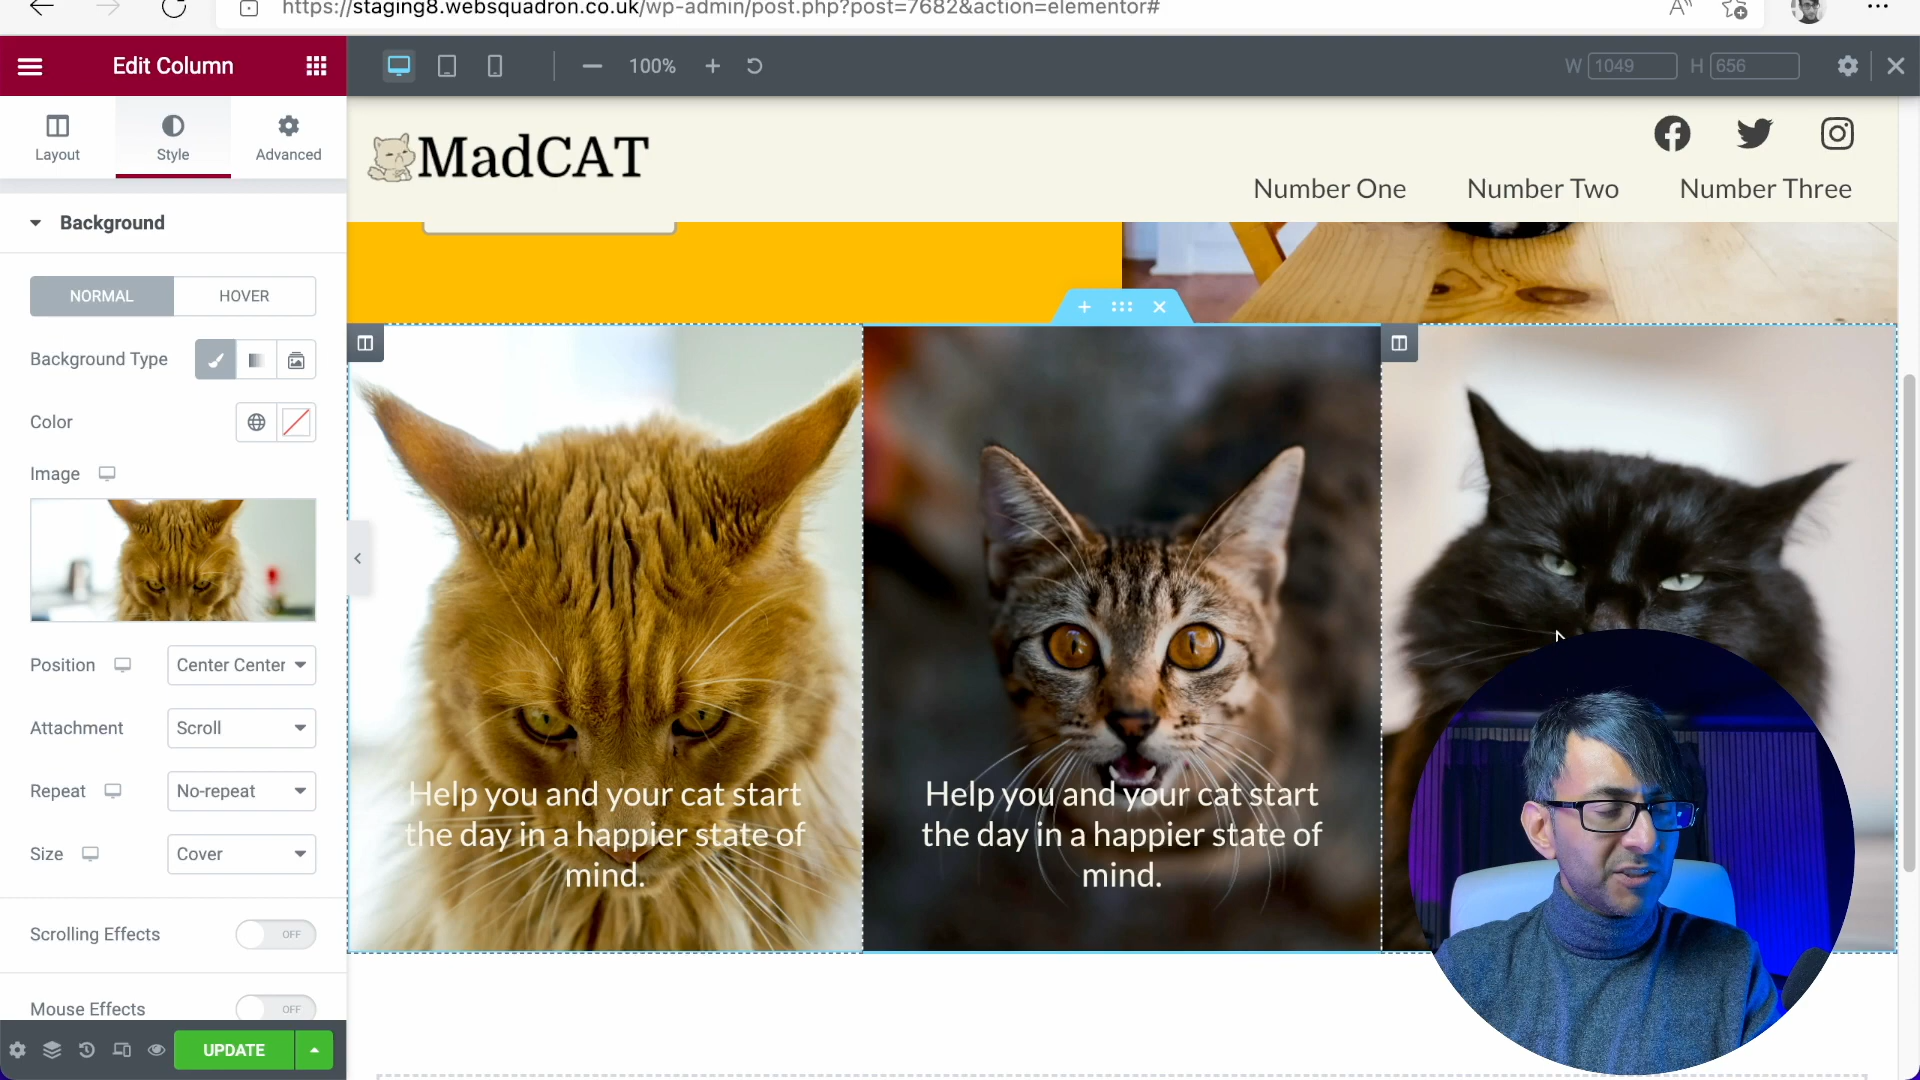 https://staging8.websquadron.co.uk/wp-admin/post.php?post=7682&action=elementor#
Edit Column
100%
W 1049 H 656
Layout
Style
Advanced
MadCAT
Number One
Number Two
Number Three
Background
NORMAL
HOVER
Background Type
Color
Image
Position
Center Center
Attachment
Scroll
Repeat
No-repeat
Size
Cover
Scrolling Effects
OFF
Mouse Effects
OFF
UPDATE
Help you and your cat start
the day in a happier state of
mind.
Help you and your cat start
the day in a happier state of
mind.